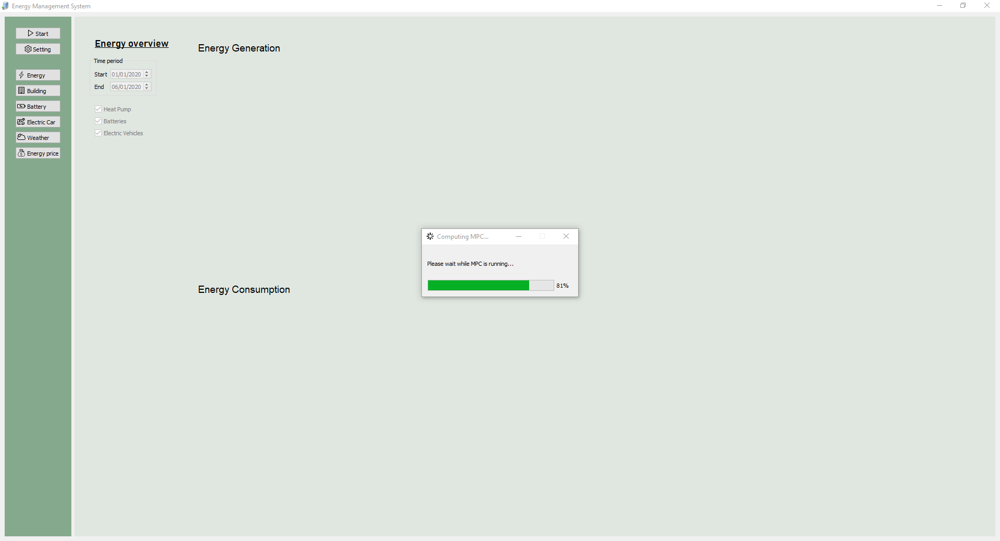 Energy Management System
Start
Setting
Energy
Building
Battery
Electric Car
Weather
Energy price
Energy overview
Time period
Start 01/01/2020
End 06/01/2020
Heat Pump
Batteries
Electric Vehicles
Energy Generation
Computing MPC...
Please wait while MPC is running...
81%
Energy Consumption